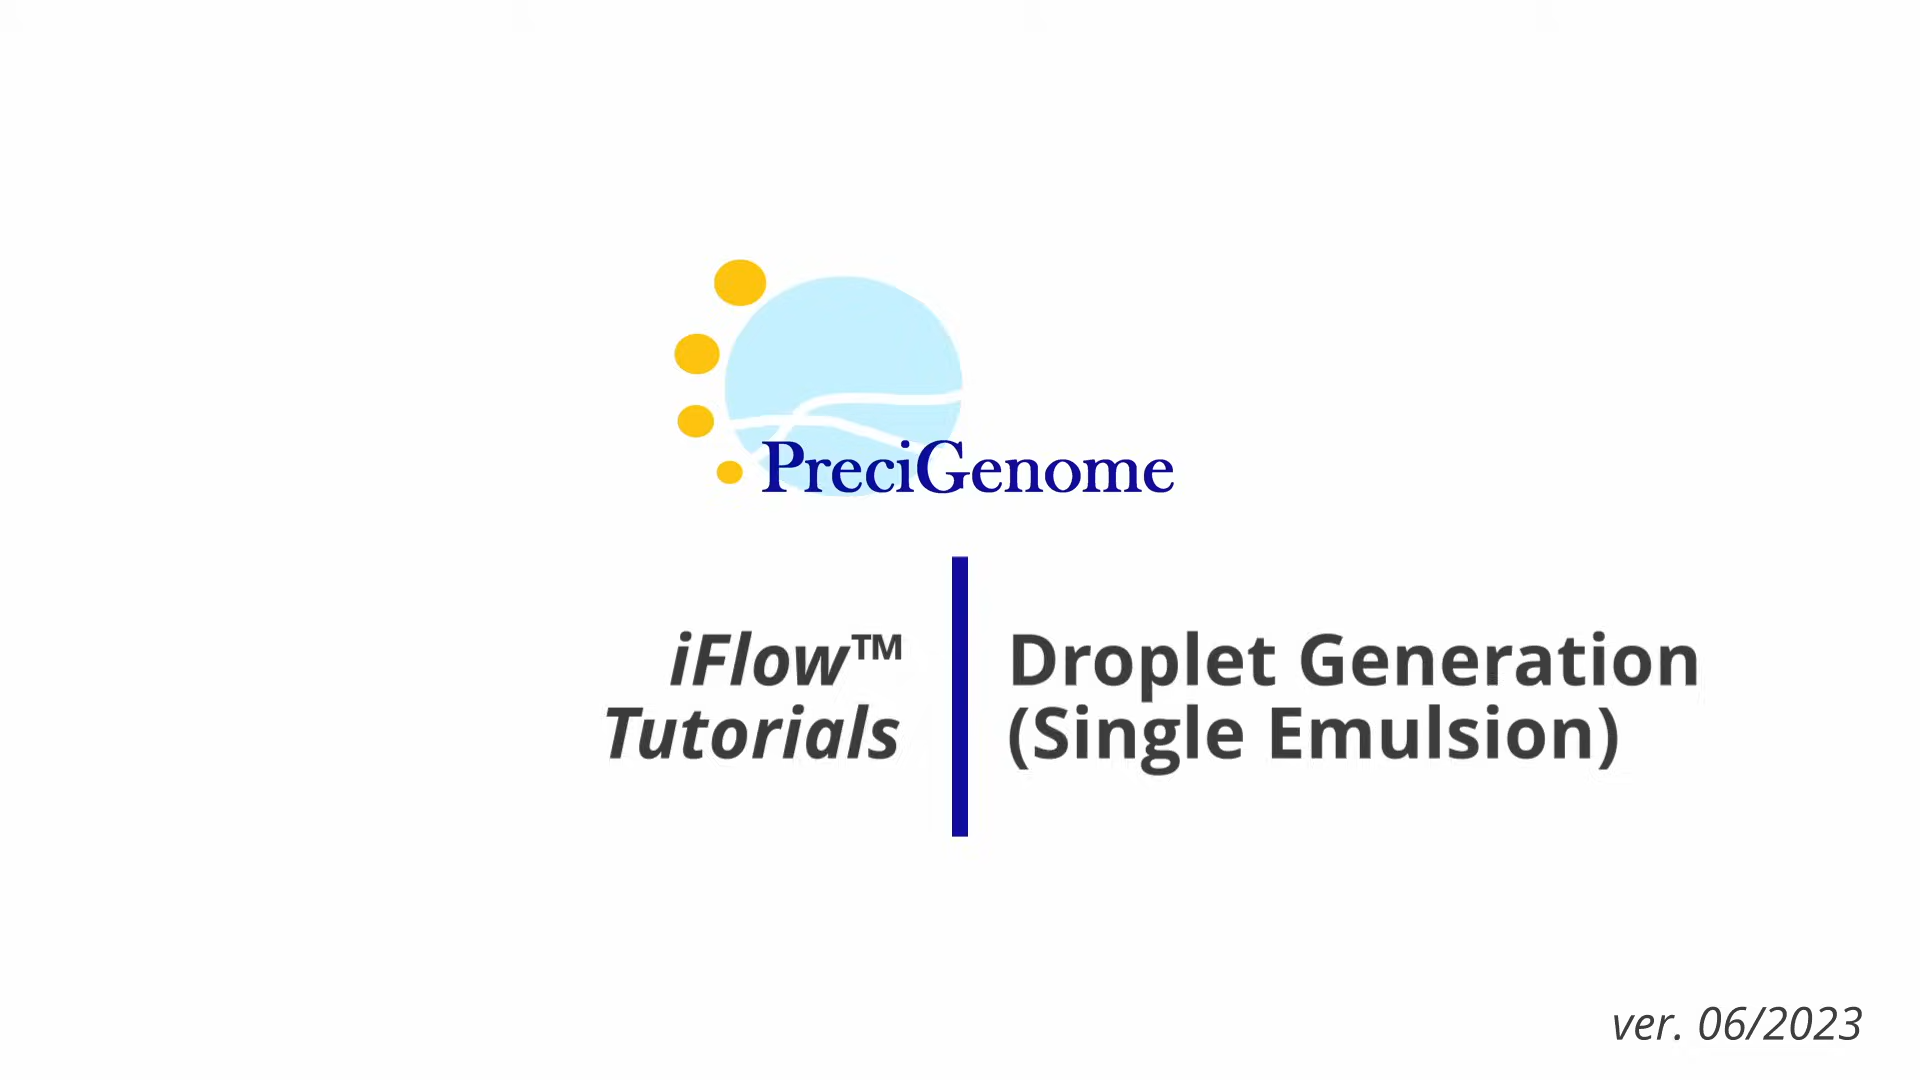 PreciGenome
iFlow™
Tutorials
Droplet Generation
(Single Emulsion)
ver. 06/2023